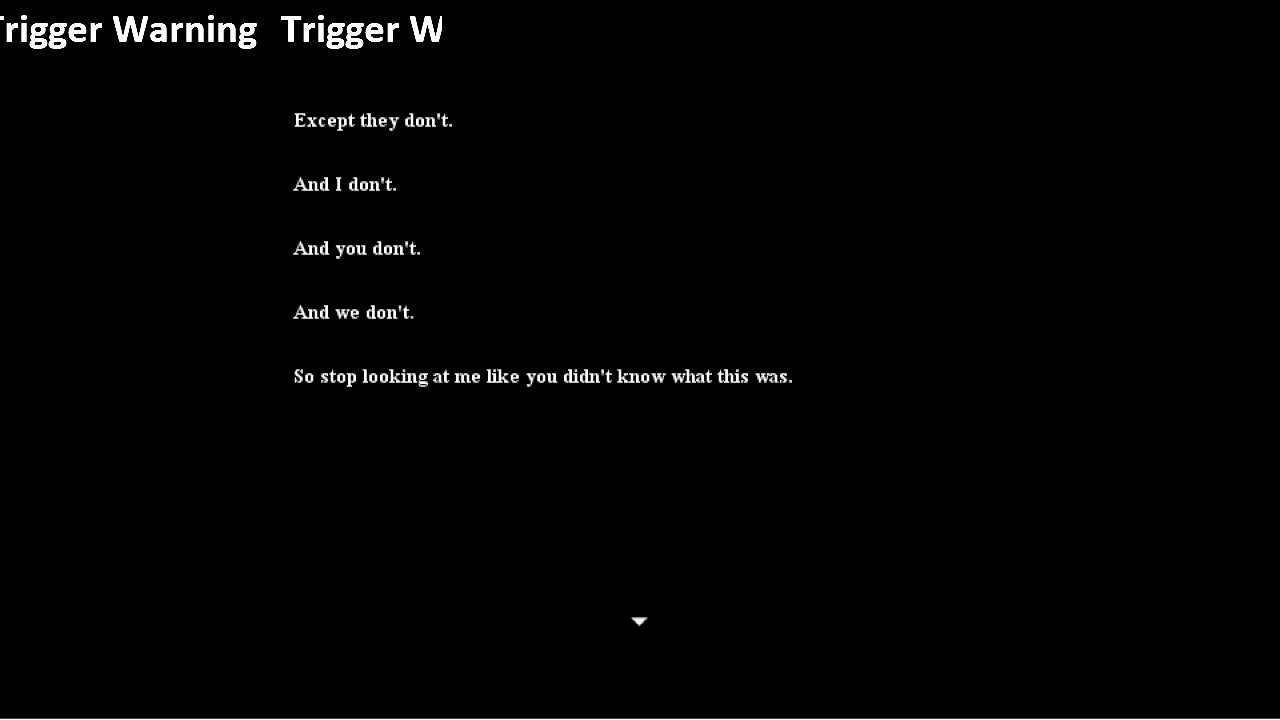 Trigger Warning Trigger W
Except they don't.
And I don't.
And you don't.
And we don't.
So stop looking at me like you didn't know what this was.